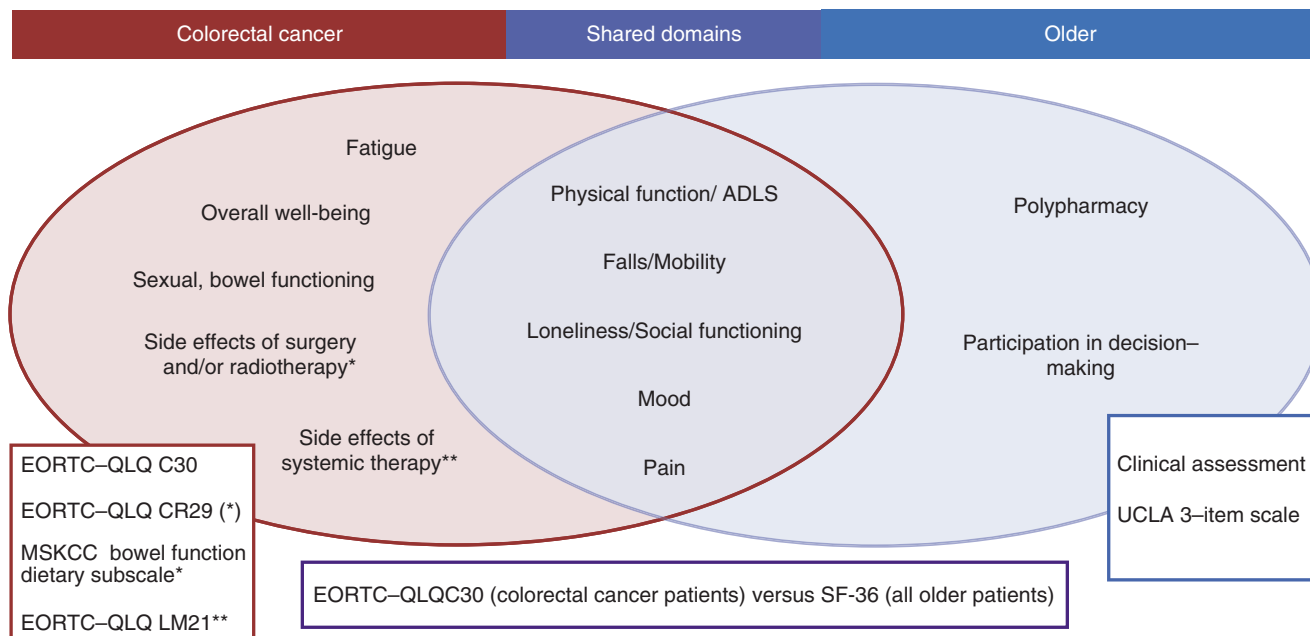 Colorectal cancer
Shared domains
Older
Fatigue
Overall well-being
Sexual, bowel functioning
Side effects of surgery
and/or radiotherapy*
Side effects of
systemic therapy**
Physical function/ ADLS
Falls/Mobility
Loneliness/Social functioning
Mood
Pain
Polypharmacy
Participation in decision–
making
EORTC–QLQ C30
EORTC–QLQ CR29 (*)
MSKCC bowel function
dietary subscale*
EORTC–QLQ LM21**
EORTC–QLQC30 (colorectal cancer patients) versus SF-36 (all older patients)
Clinical assessment
UCLA 3–item scale